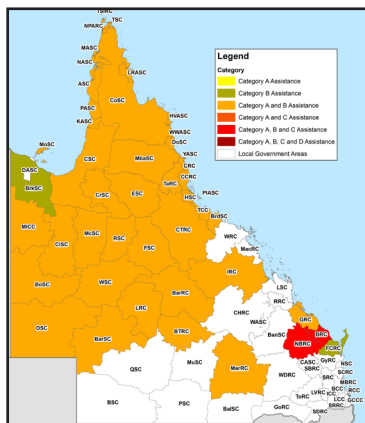 TSIRC
TSC
NPARC
MASC
NASC
LRASC
ASC
CoSC
PASC
HVASC
KASC
WWASC
DoSC
MoSC
YASC
CSC
MbaSC
CRC
DASC
CCRC
TaRC
BrkSC
PIASC
CrSC
ESC
HSC
TCC
BrdSC
MICC
McSC
CTRC
WRC
RSC
ClSC
FSC
MacRC
IRC
BoSC
WSC
BarRC
LSC
LRC
CHRC
RRC
GRC
DSC
BTRC
WASC
BanSC
BRC
BarSC
NBRC
FCRC
QSC
MuSC
MarRC
CASC
GyRC
NSC
SBRC
SCRC
WDRC
SRC
MBRC
BSC
PSC
LVRC
BCC
RCC
ToRC
ICC
LCC
GCCC
BalSC
GoRC
SRRC
SDRC
Legend
Category
Category A Assistance
Category B Assistance
Category A and B Assistance
Category A and C Assistance
Category A, B and C Assistance
Category A, B, C and D Assistance
Local Government Areas